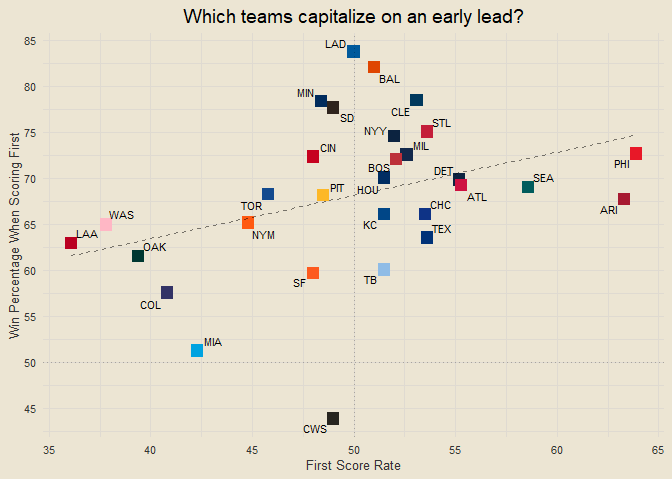 Which teams capitalize on an early lead?
85
LAD
BAL
80
MIN
SD
CLE
75
NYY
STL
CIN
MIL
BOS
PHI
70
HOU
DET
SEA
TOR
PIT
ATL
ARI
65
WAS
LAA
NYM
KC
CHC
TEX
OAK
60
SF
TB
COL
55
MIA
50
45
CWS
35 40 45 50 55 60 65
First Score Rate
Win Percentage When Scoring First